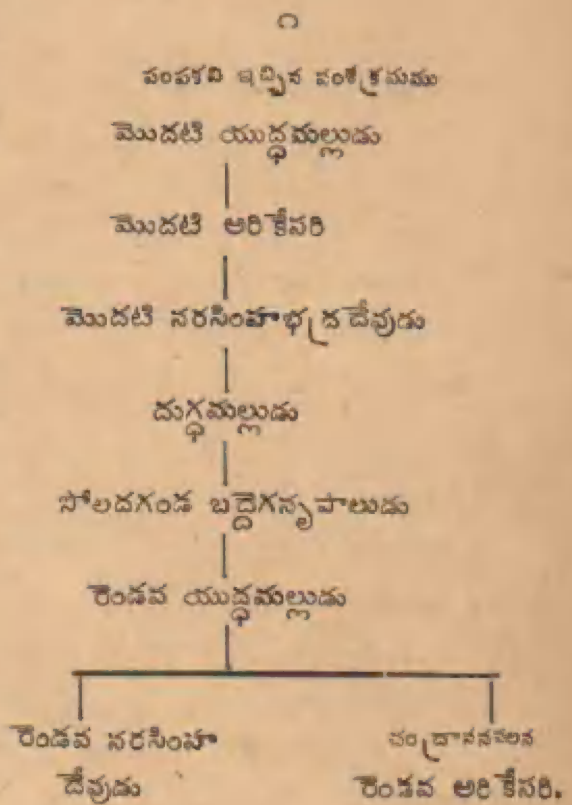 ౧
పంపకవి ఇచ్చిన వంశక్రమము
మొదటి యుద్ధమల్లుడు
మొదటి అరికేసరి
మొదటి నరసింహభద్రదేవుడు
దుగ్ధమల్లుడు
సోలదగండ బద్దెగనృపాలుడు
రెండవ యుద్ధమల్లుడు
రెండవ నరసింహ
దేవుడు
చంద్రాననవలన
రెండవ అరికేసరి.